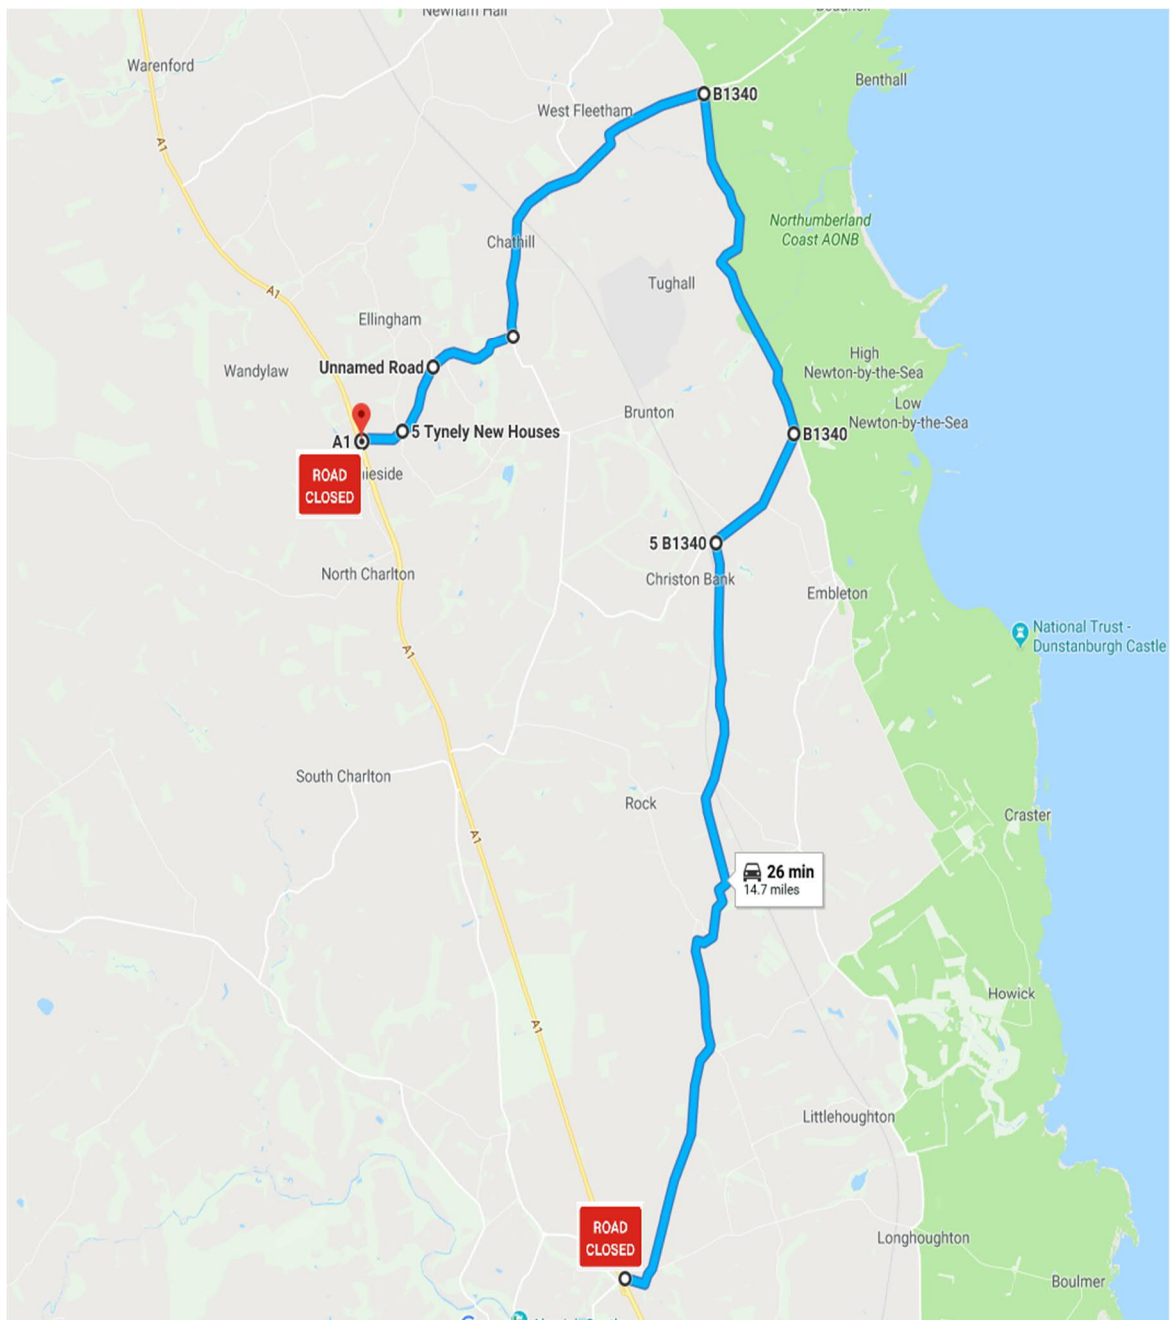 Newham Hall
Warenford
Benthall
B1340
West Fleetham
A1
Northumberland
Coast AONB
Chathill
Tughall
A1
Ellingham
High
Newton-by-the-Sea
Unnamed Road
Wandylaw
Low
Newton-by-the-Sea
Brunton
5 Tynely New Houses
B1340
A1
ROAD
CLOSED
5 B1340
North Charlton
Christon Bank
Embleton
National Trust -
Dunstanburgh Castle
A1
South Charlton
Rock
Craster
A1
26 min
14.7 miles
Howick
A1
Littlehoughton
ROAD
CLOSED
Longhoughton
Boulmer